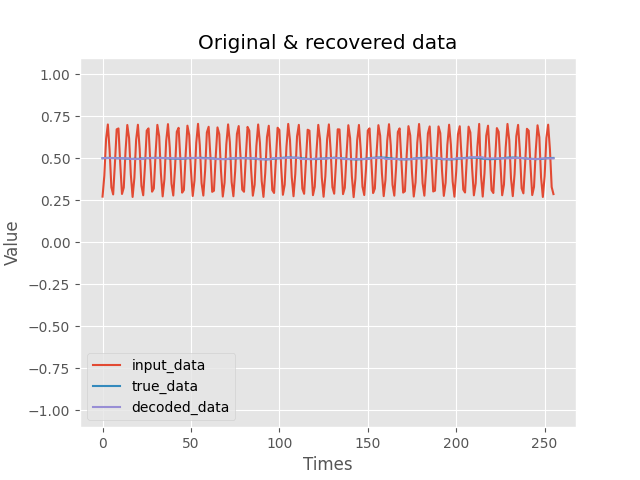 Original & recovered data
1.00
0.75
0.50
0.25
0.00
−0.25
−0.50
−0.75
−1.00
Value
input_data
true_data
decoded_data
0 50 100 150 200 250
Times